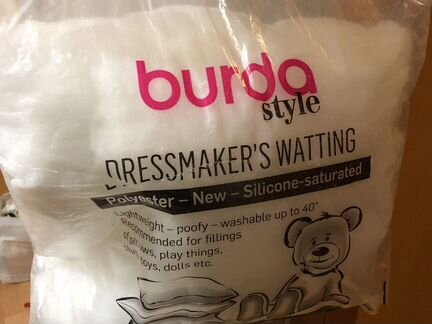 burda
style
DRESSMAKER'S WATTING
Polyester – New – Silicone-saturated
Lightweight – poofy – washable up to 40°
Recommended for fillings
of pillows, play things,
toys, dolls etc.